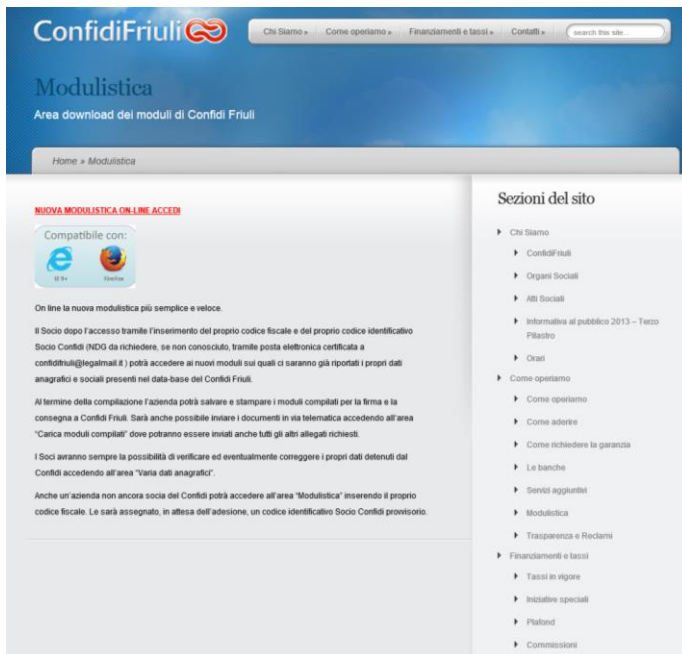 ConfidiFriuli
Chi Siamo » Come operiamo » Finanziamenti e tassi » Contatti » search this site...
Modulistica
Area download dei moduli di Confidi Friuli
Home » Modulistica
NUOVA MODULISTICA ON-LINE ACCEDI
Compatibile con:
IE 9+ Firefox
On line la nuova modulistica più semplice e veloce.
Il Socio dopo l'accesso tramite l'inserimento del proprio codice fiscale e del proprio codice identificativo
Socio Confidi (NDG da richiedere, se non conosciuto, tramite posta elettronica certificata a
confidifriuli@legalmail.it ) potrà accedere ai nuovi moduli sui quali ci saranno già riportati i propri dati
anagrafici e sociali presenti nel data-base del Confidi Friuli.
Al termine della compilazione l'azienda potrà salvare e stampare i moduli compilati per la firma e la
consegna a Confidi Friuli. Sarà anche possibile inviare i documenti in via telematica accedendo all'area
"Carica moduli compilati" dove potranno essere inviati anche tutti gli altri allegati richiesti.
I Soci avranno sempre la possibilità di verificare ed eventualmente correggere i propri dati detenuti dal
Confidi accedendo all'area "Varia dati anagrafici".
Anche un'azienda non ancora socia del Confidi potrà accedere all'area "Modulistica" inserendo il proprio
codice fiscale. Le sarà assegnato, in attesa dell'adesione, un codice identificativo Socio Confidi provvisorio.
Sezioni del sito
Chi Siamo
ConfidiFriuli
Organi Sociali
Atti Sociali
Informativa al pubblico 2013 – Terzo
Pilastro
Orari
Come operiamo
Come operiamo
Come aderire
Come richiedere la garanzia
Le banche
Servizi aggiuntivi
Modulistica
Trasparenza e Reclami
Finanziamenti e tassi
Tassi in vigore
Iniziative speciali
Plafond
Commissioni